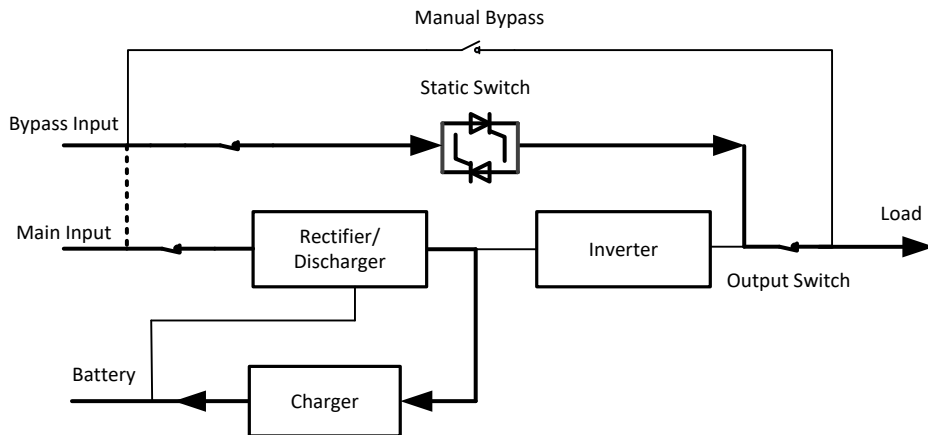 Manual Bypass
Static Switch
Bypass Input
Main Input
Rectifier/
Discharger
Inverter
Load
Output Switch
Battery
Charger